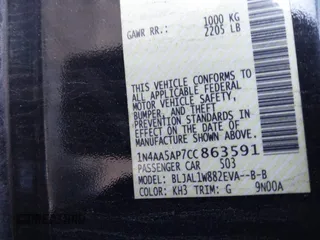 1000 KG
GAWR RR.: 2205 LB
THIS VEHICLE CONFORMS TO
ALL APPLICABLE FEDERAL
MOTOR VEHICLE SAFETY,
BUMPER, AND THEFT
PREVENTION STANDARDS
IN EFFECT ON THE DATE OF
MANUFACTURE SHOWN ABOVE.
1N4AA5AP7CC863591
PASSENGER CAR 503
MODEL: BLJAL1W882EVA--B-B
COLOR: KH3 TRIM: G 9N00A